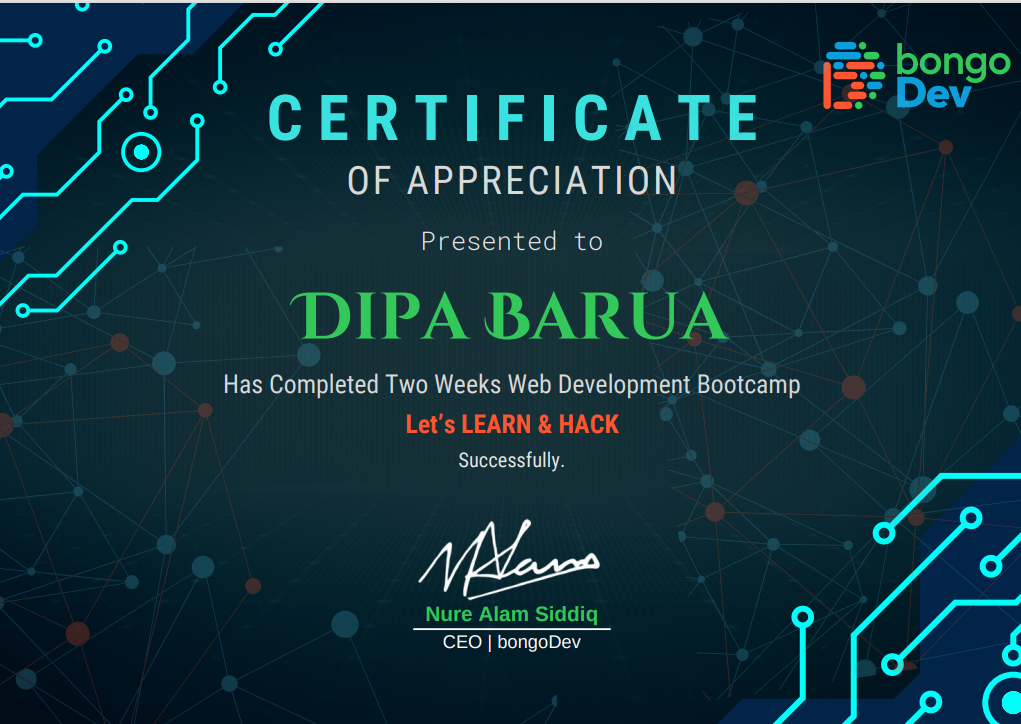 bongo
Dev
CERTIFICATE
OF APPRECIATION
Presented to
DIPA BARUA
Has Completed Two Weeks Web Development Bootcamp
Let’s LEARN & HACK
Successfully.
Nure Alam Siddiq
CEO | bongoDev